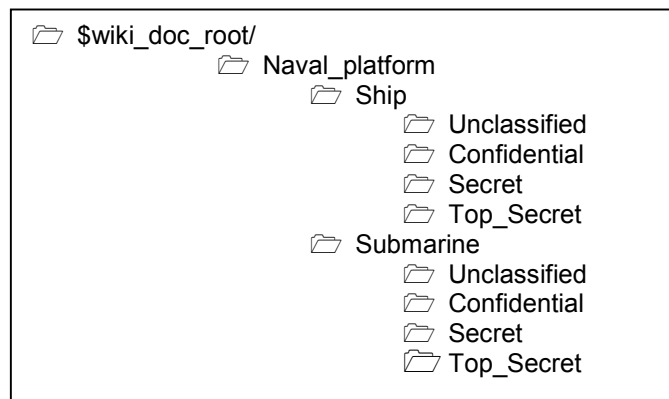 $wiki_doc_root/
Naval_platform
Ship
Unclassified
Confidential
Secret
Top_Secret
Submarine
Unclassified
Confidential
Secret
Top_Secret